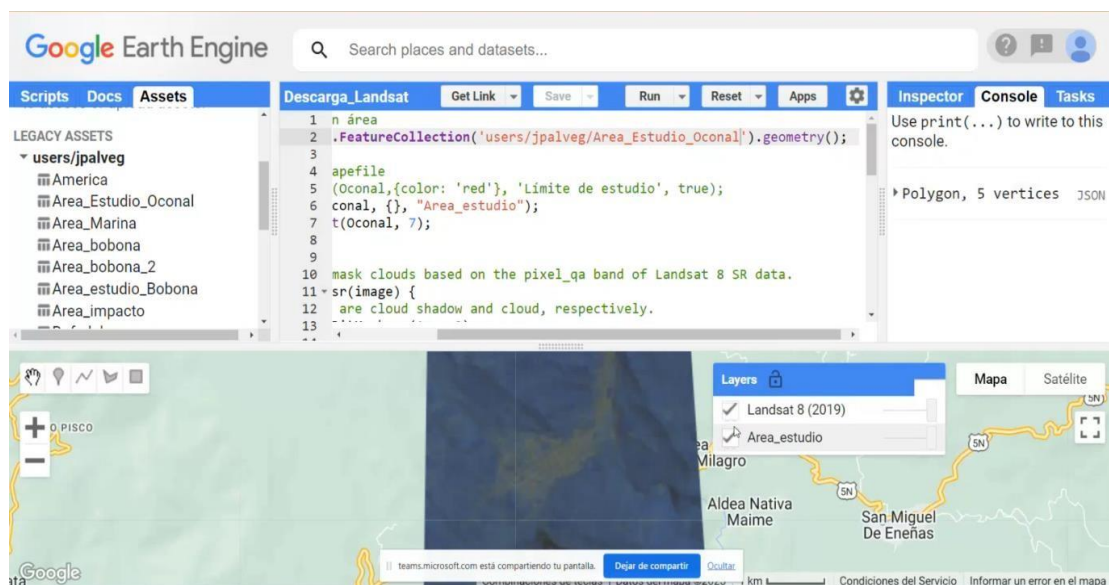 Google Earth Engine
Search places and datasets...
Scripts Docs Assets
LEGACY ASSETS
users/jpalveg
America
Area_Estudio_Oconal
Area_Marina
Area_bobona
Area_bobona_2
Area_estudio_Bobona
Area_impacto
Descarga_Landsat Get Link Save Run Reset Apps
1 n área
2 .FeatureCollection('users/jpalveg/Area_Estudio_Oconal').geometry();
3
4 apefile
5 (Oconal,{color: 'red'}, 'Límite de estudio', true);
6 conal, {}, "Area_estudio");
7 t(Oconal, 7);
8
9
10 mask clouds based on the pixel_qa band of Landsat 8 SR data.
11 sr(image) {
12 are cloud shadow and cloud, respectively.
13
Inspector Console Tasks
Use print(...) to write to this
console.
Polygon, 5 vertices JSON
Layers
Landsat 8 (2019)
Area_estudio
Mapa Satélite
O PISCO
5N
5N
5N
Milagro
Aldea Nativa
Maime
San Miguel
De Eneñas
teams.microsoft.com está compartiendo tu pantalla. Dejar de compartir Ocultar
Google
km Condiciones del Servicio Informar un error en el mapa